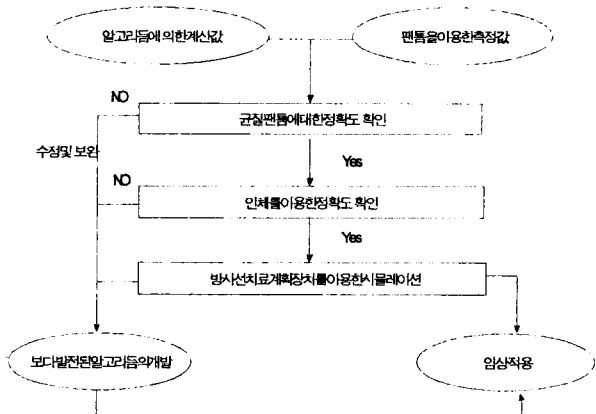 알고리듬에 의한계산값
팬톰을이용한측정값
NO
균질팬톰에대한정확도 확인
수정및 보완
Yes
NO
인체를이용한정확도 확인
Yes
방사선치료계획장치를이용한시뮬레이션
보다발전된알고리듬의개발
임상적용